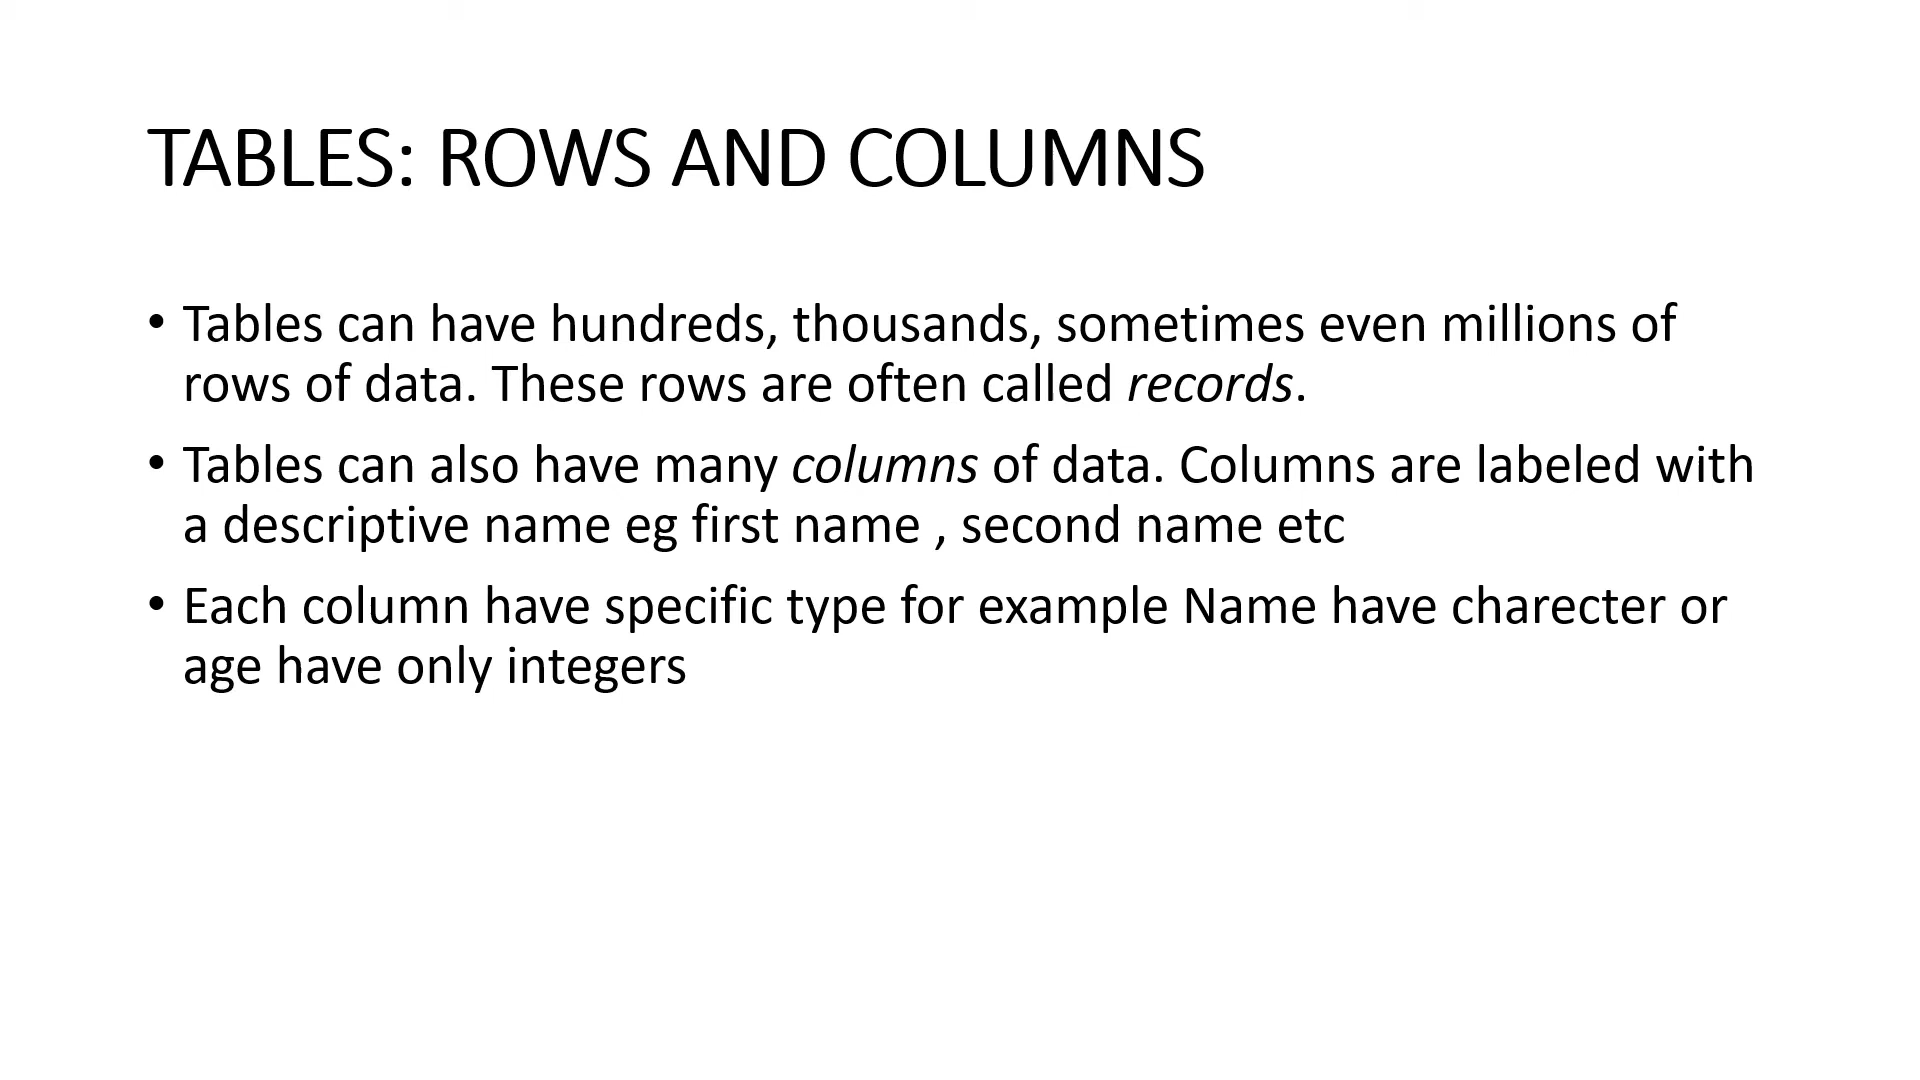 TABLES: ROWS AND COLUMNS
• Tables can have hundreds, thousands, sometimes even millions of
rows of data. These rows are often called records.
• Tables can also have many columns of data. Columns are labeled with
a descriptive name eg first name , second name etc
• Each column have specific type for example Name have charecter or
age have only integers